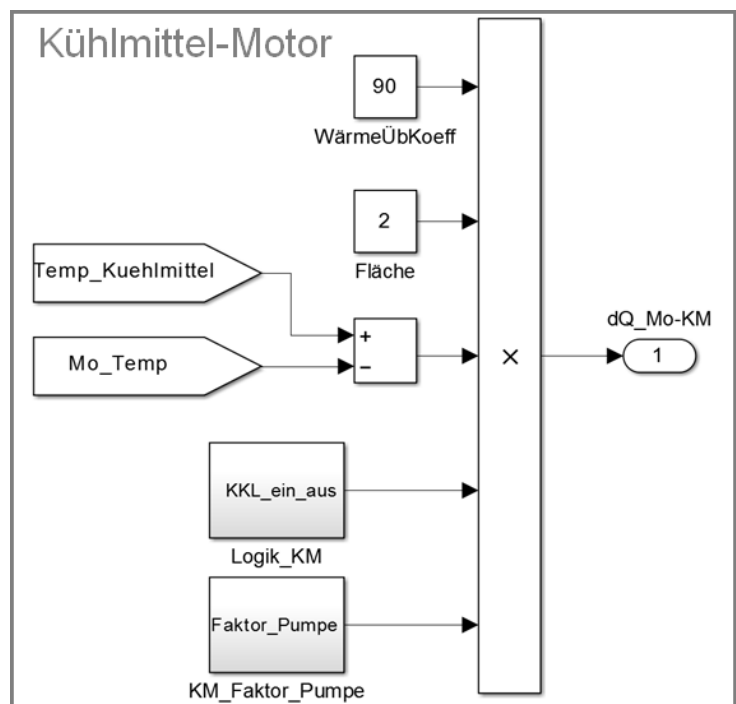 Kühlmittel-Motor
90
WärmeÜbKoeff
2
Fläche
Temp_Kuehlmittel
+
Mo_Temp
−
×
dQ_Mo-KM
1
KKL_ein_aus
Logik_KM
Faktor_Pumpe
KM_Faktor_Pumpe